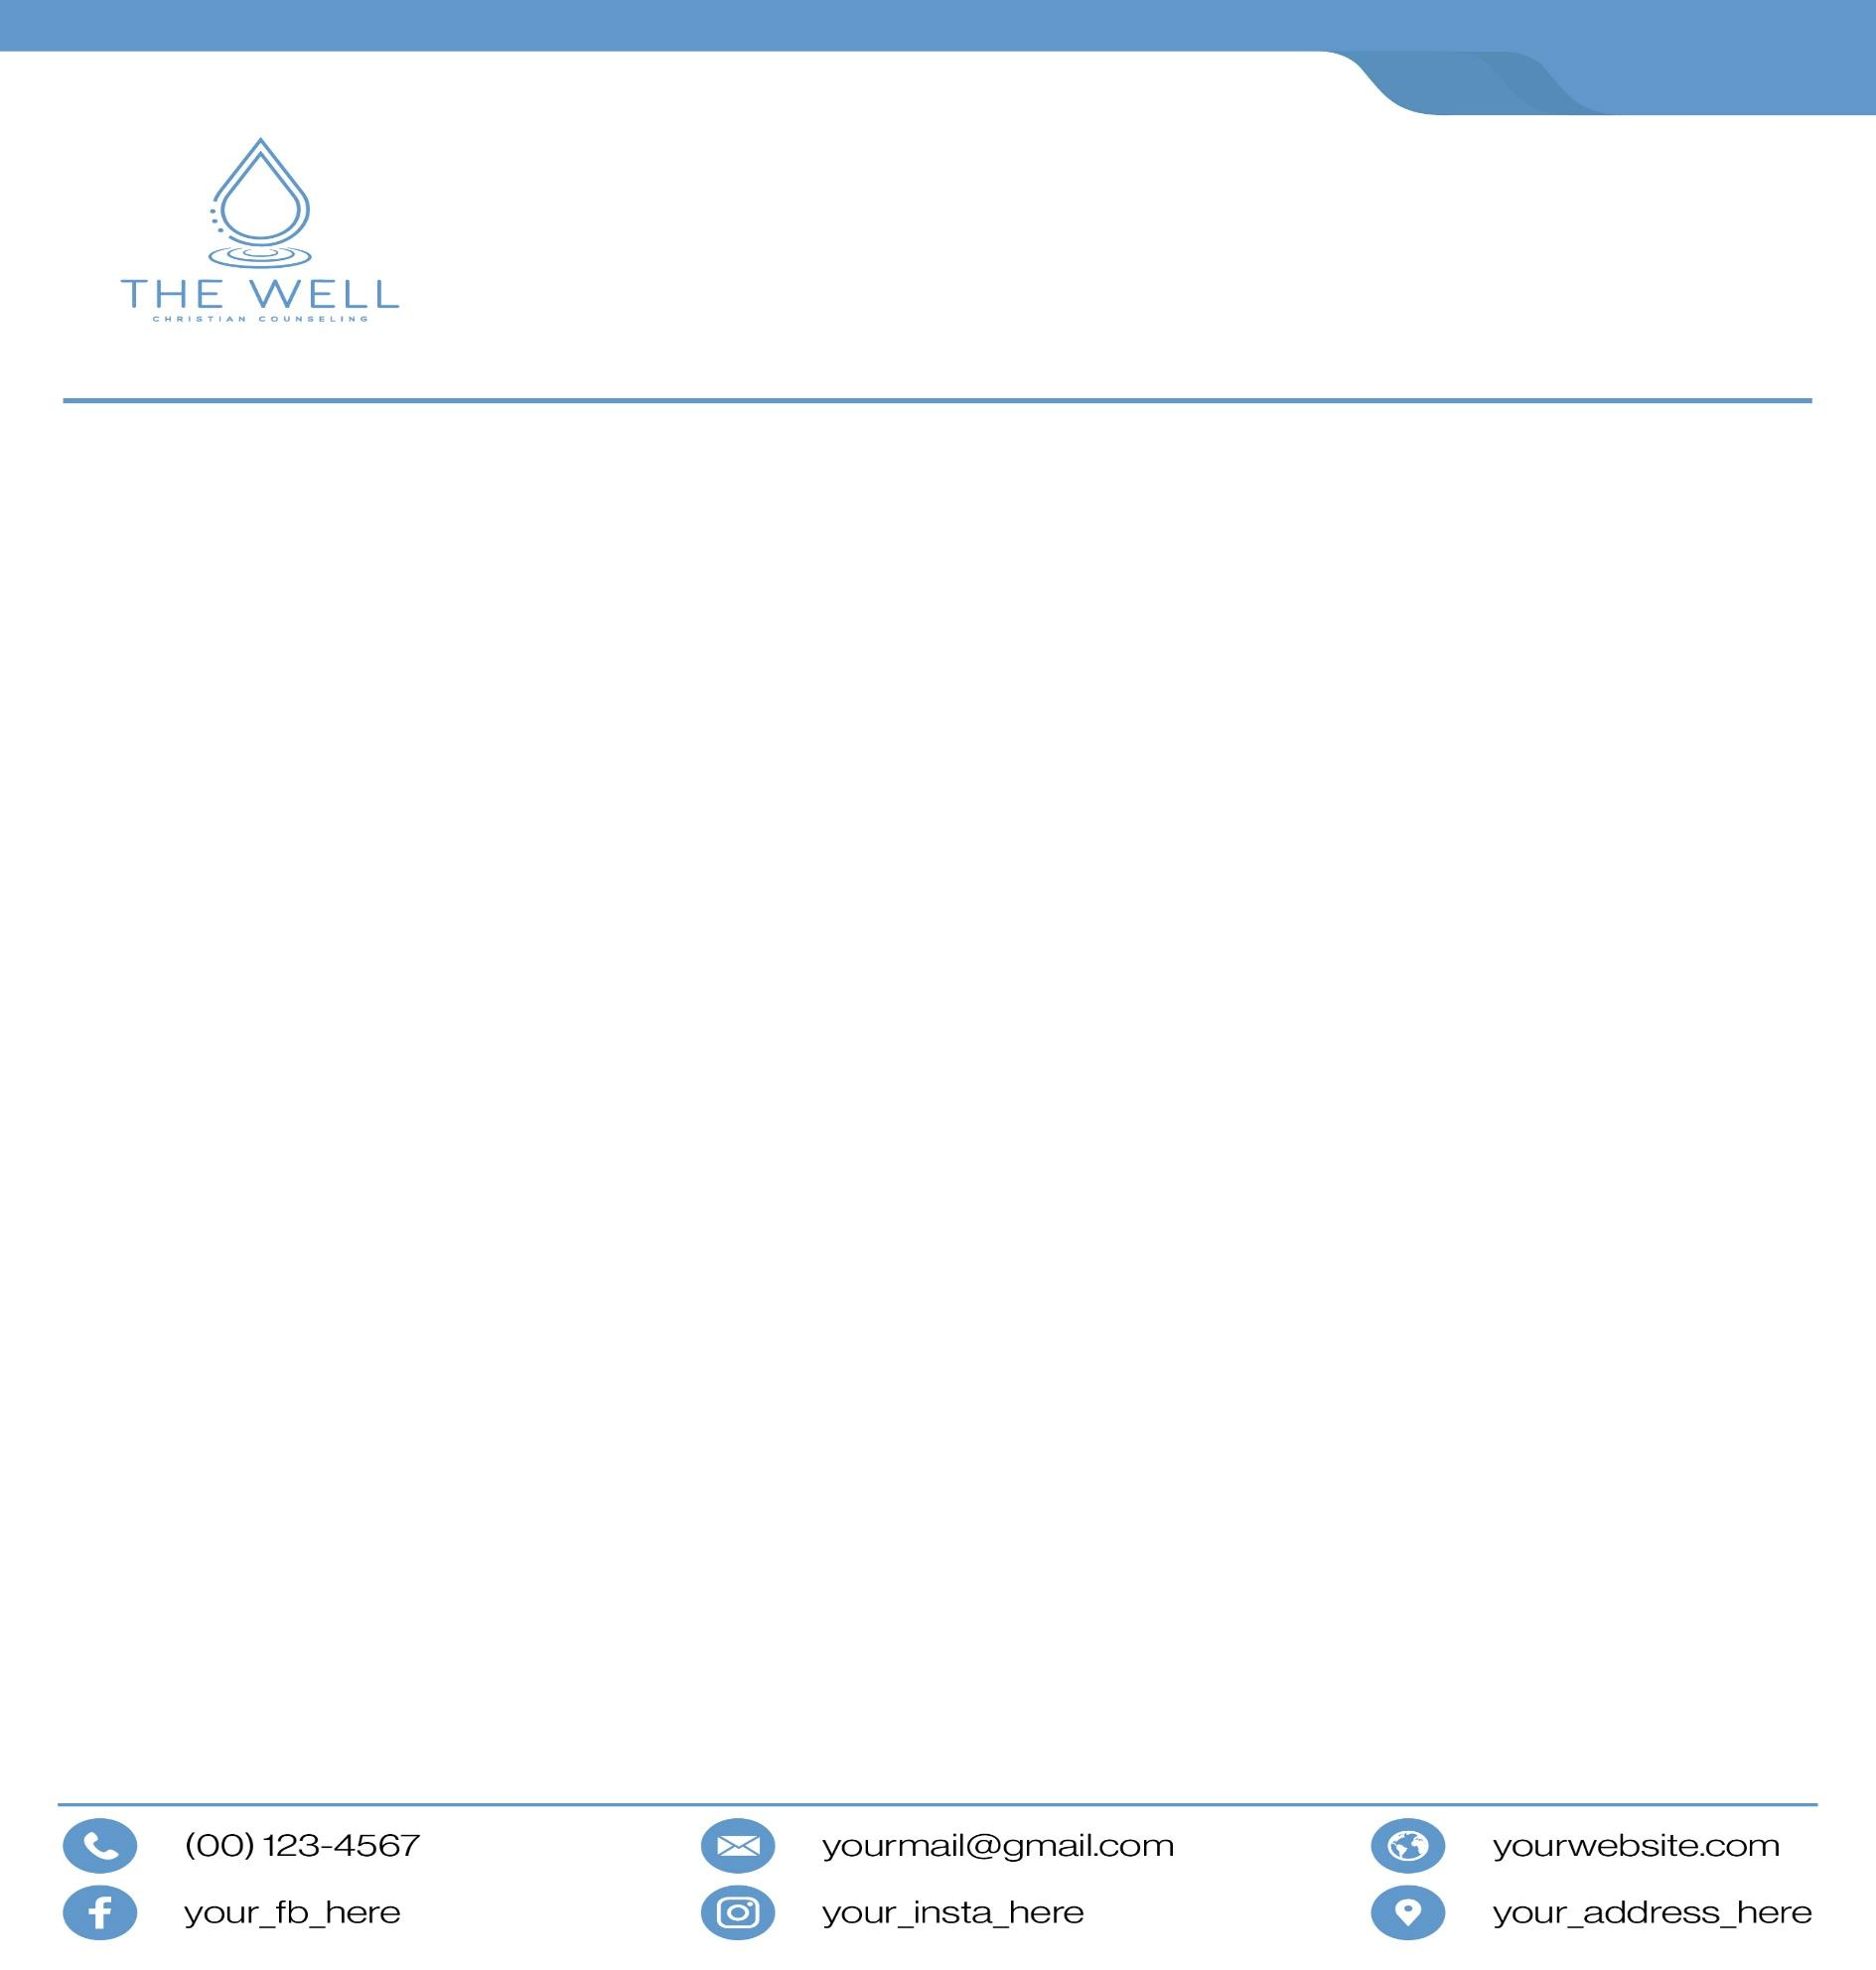 THE WELL
CHRISTIAN COUNSELING
(00) 123-4567
yourmail@gmail.com
yourwebsite.com
your_fb_here
your_insta_here
your_address_here